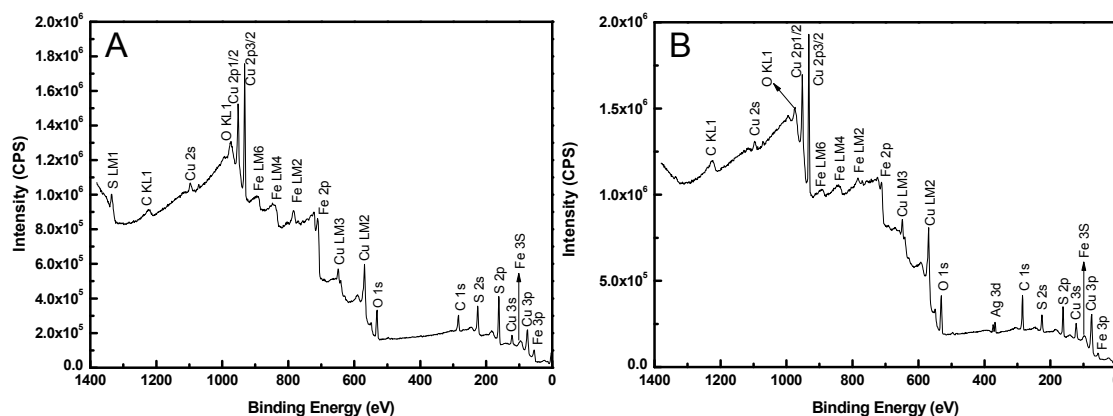 A
Intensity (CPS)
2.0x10⁶
1.8x10⁶
1.6x10⁶
1.4x10⁶
1.2x10⁶
1.0x10⁶
8.0x10⁵
6.0x10⁵
4.0x10⁵
2.0x10⁵
0.0
S LM1
C KL1
Cu 2s
O KL1
Cu 2p1/2
Cu 2p3/2
Fe LM6
Fe LM4
Fe LM2
Fe 2p
Cu LM3
Cu LM2
O 1s
C 1s
S 2s
S 2p
Cu 3s
Fe 3S
Cu 3p
Fe 3p
1400 1200 1000 800 600 400 200 0
Binding Energy (eV)
B
Intensity (CPS)
2.0x10⁶
1.5x10⁶
1.0x10⁶
5.0x10⁵
0.0
C KL1
Cu 2s
O KL1
Cu 2p1/2
Cu 2p3/2
Fe LM6
Fe LM4
Fe LM2
Fe 2p
Cu LM3
Cu LM2
O 1s
Ag 3d
C 1s
S 2s
S 2p
Cu 3s
Fe 3S
Cu 3p
Fe 3p
1400 1200 1000 800 600 400 200 0
Binding Energy (eV)